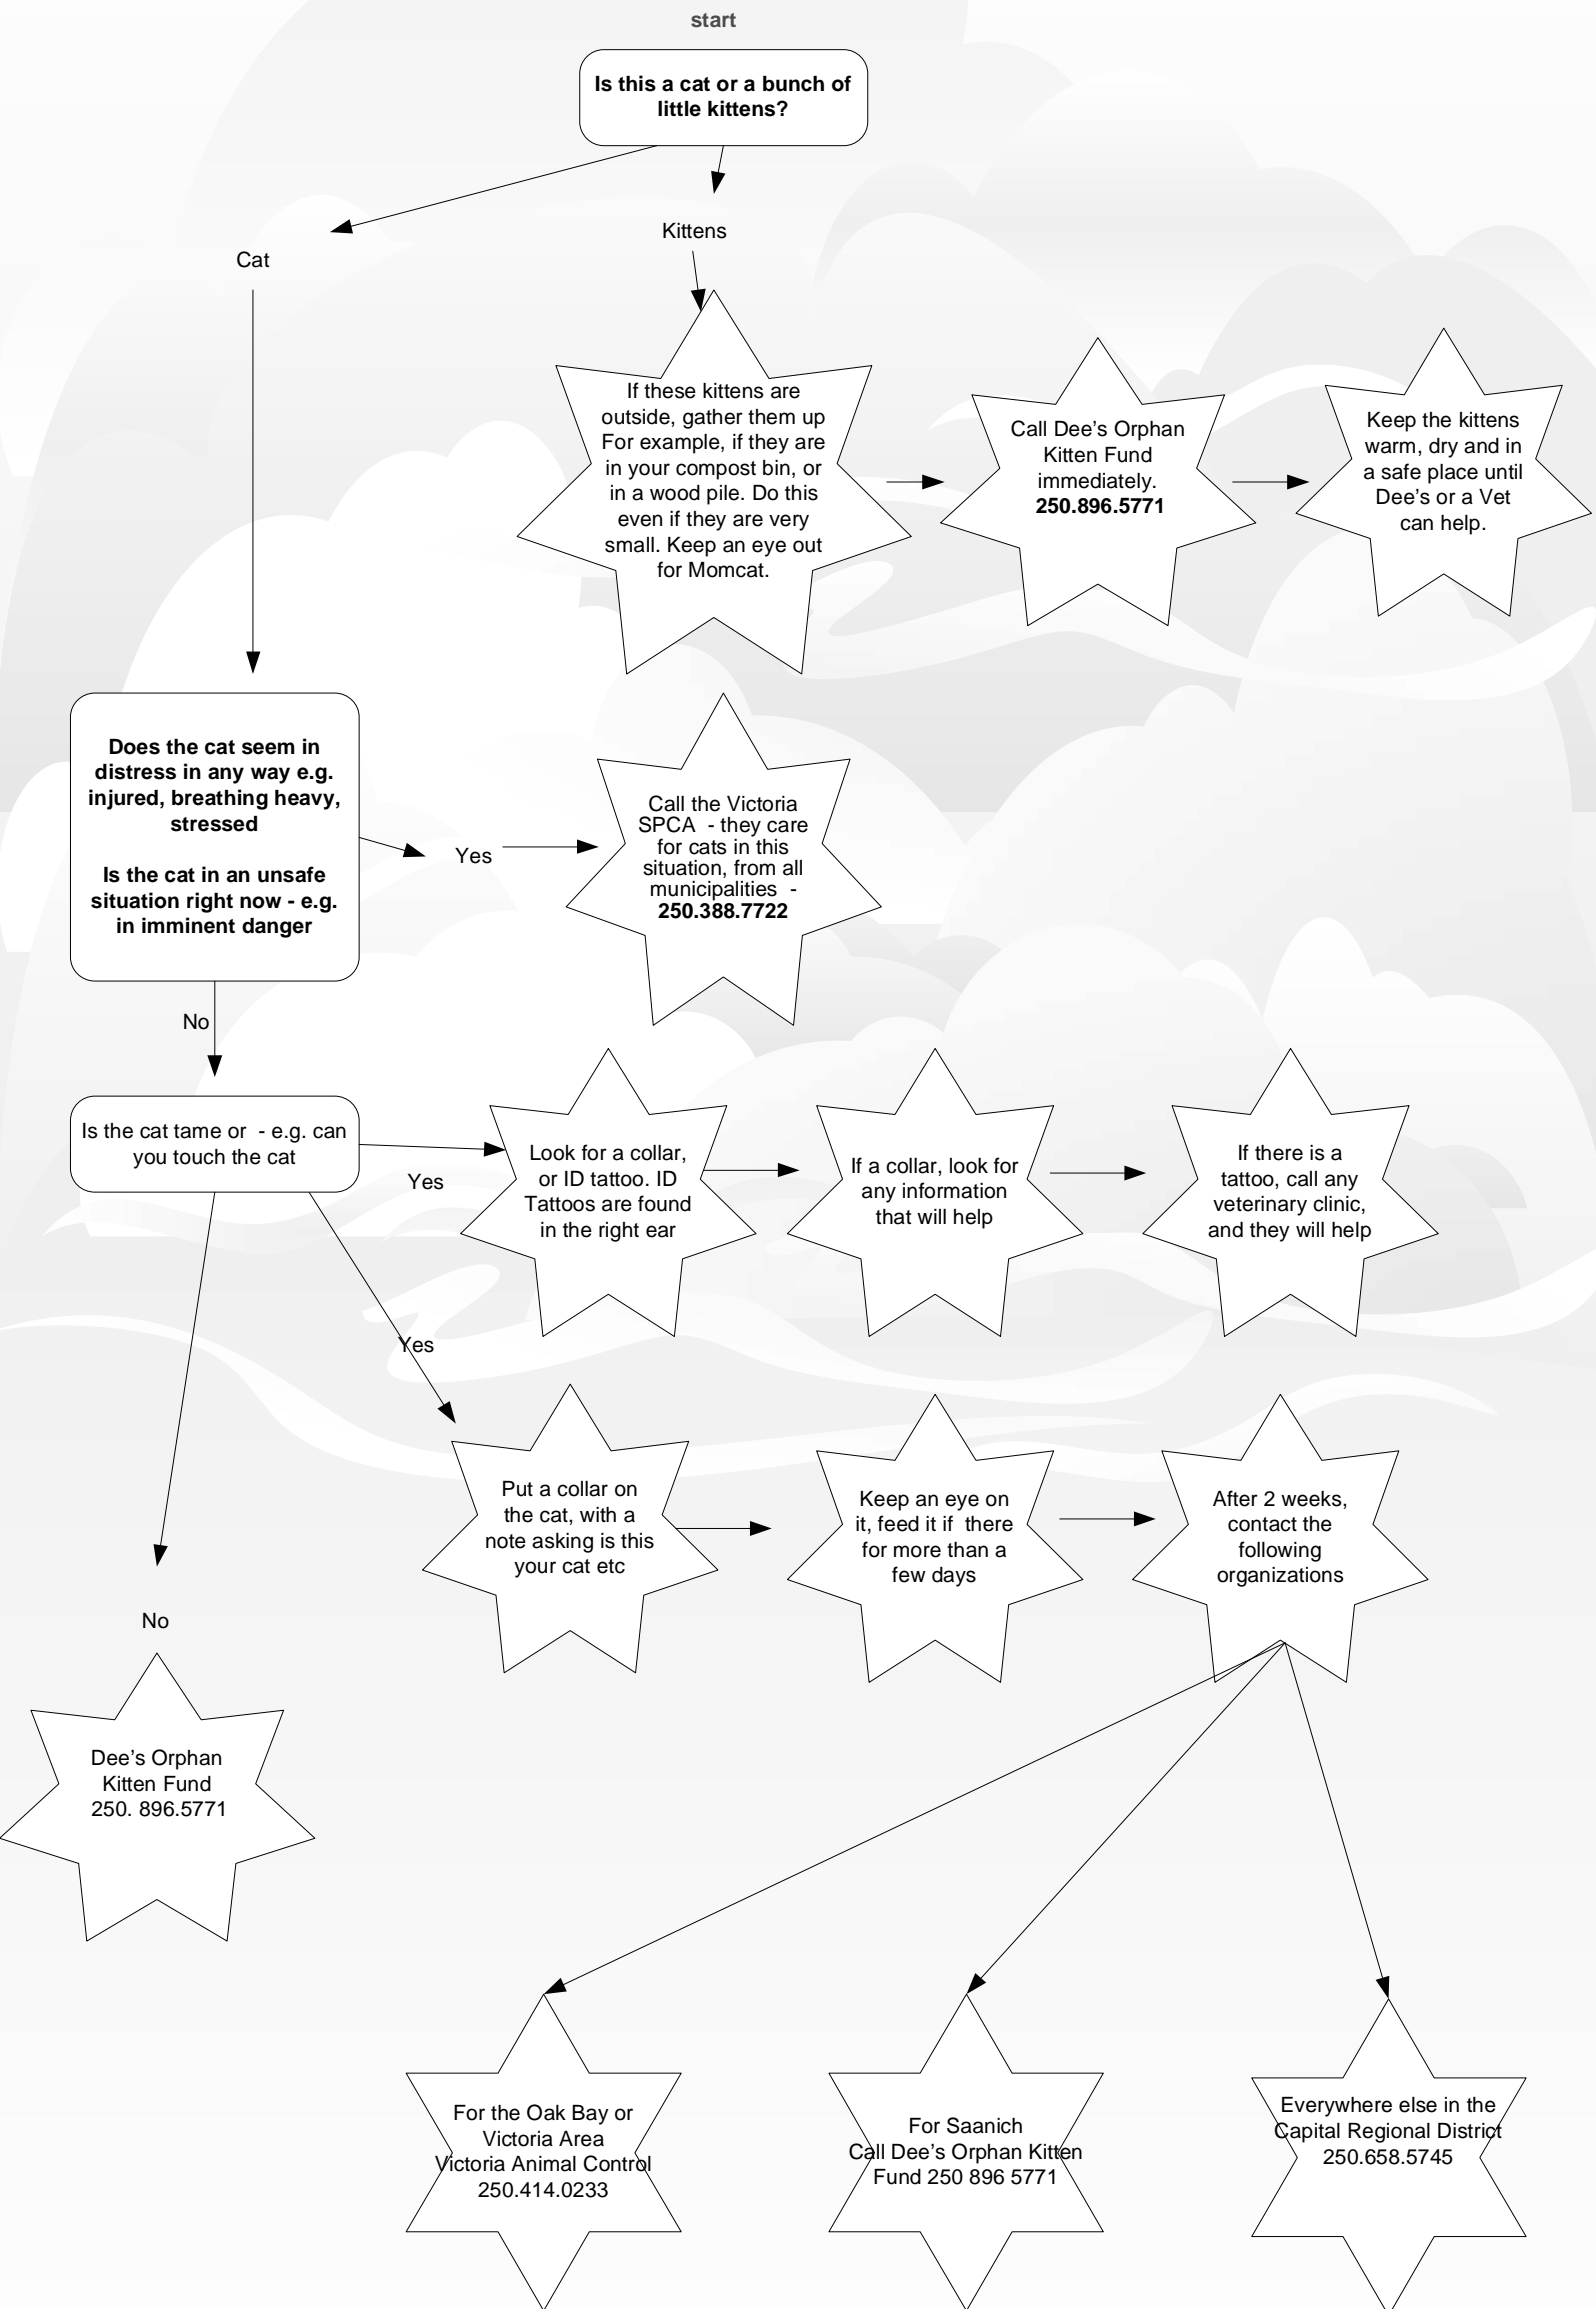 start
Is this a cat or a bunch of
little kittens?
Kittens
Cat
If these kittens are
outside, gather them up
For example, if they are
in your compost bin, or
in a wood pile. Do this
even if they are very
small. Keep an eye out
for Momcat.
Call Dee's Orphan
Kitten Fund
immediately.
250.896.5771
Keep the kittens
warm, dry and in
a safe place until
Dee's or a Vet
can help.
Does the cat seem in
distress in any way e.g.
injured, breathing heavy,
stressed
Is the cat in an unsafe
situation right now - e.g.
in imminent danger
Yes
Call the Victoria
SPCA  - they care
for cats in this
situation, from all
municipalities  -
250.388.7722
No
Is the cat tame or  - e.g. can
you touch the cat
Yes
Look for a collar,
or ID tattoo. ID
Tattoos are found
in the right ear
If a collar, look for
any information
that will help
If there is a
tattoo, call any
veterinary clinic,
and they will help
Yes
Put a collar on
the cat, with a
note asking is this
your cat etc
Keep an eye on
it, feed it if  there
for more than a
few days
After 2 weeks,
contact the
following
organizations
No
Dee's Orphan
Kitten Fund
250. 896.5771
For the Oak Bay or
Victoria Area
Victoria Animal Control
250.414.0233
For Saanich
Call Dee's Orphan Kitten
Fund 250 896 5771
Everywhere else in the
Capital Regional District
250.658.5745